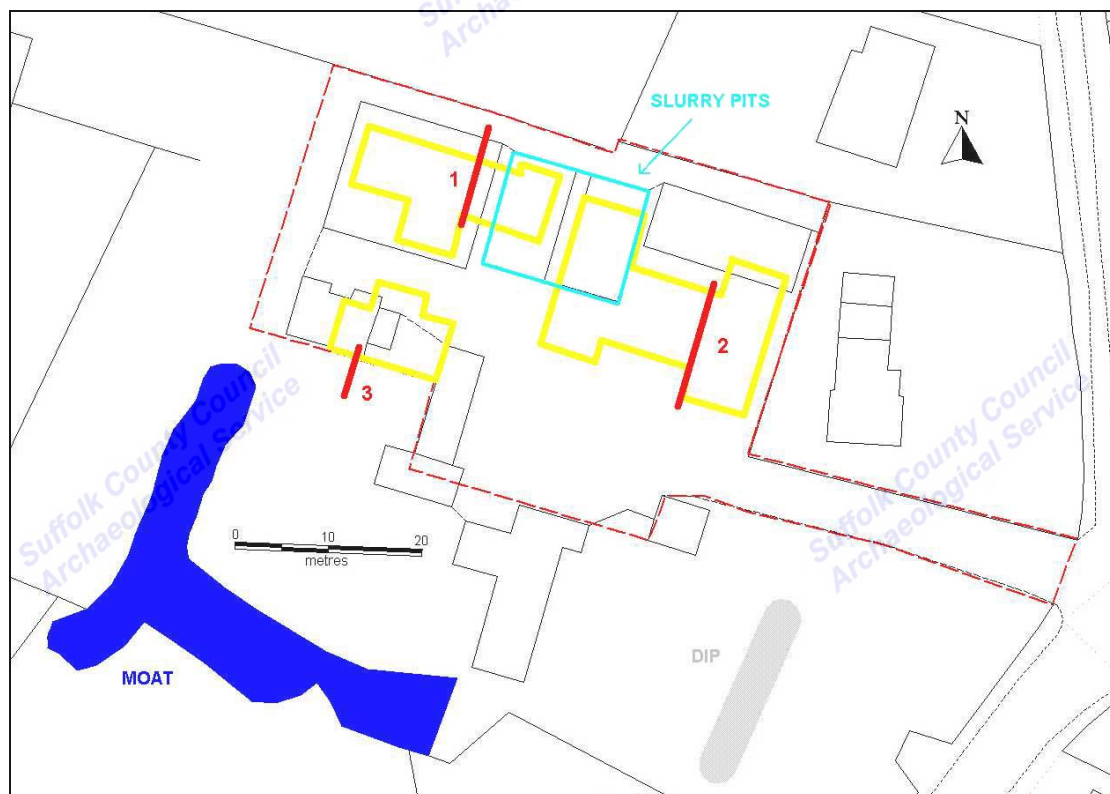 Suffolk County Council
Archaeological Service
SLURRY PITS
N
1
2
3
Suffolk County Council
Archaeological Service
Suffolk County Council
Archaeological Service
0 10 20
metres
MOAT
DIP